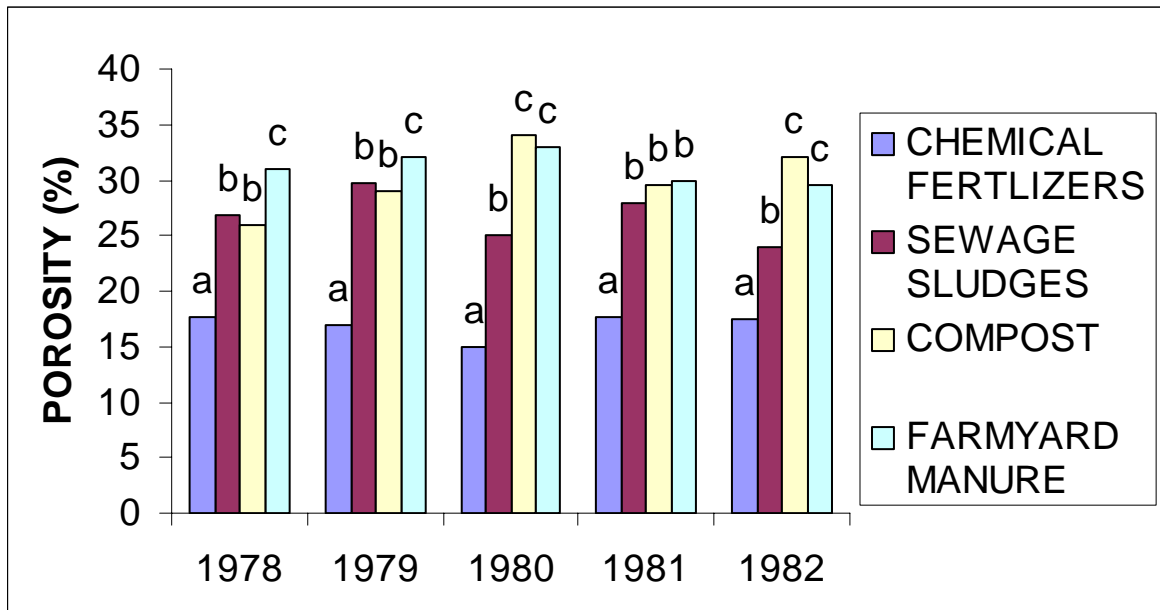 POROSITY (%)
40
35
30
25
20
15
10
5
0
a
b
b
c
a
b
b
c
a
b
c
c
a
b
b
b
a
b
c
c
1978
1979
1980
1981
1982
CHEMICAL
FERTLIZERS
SEWAGE
SLUDGES
COMPOST
FARMYARD
MANURE